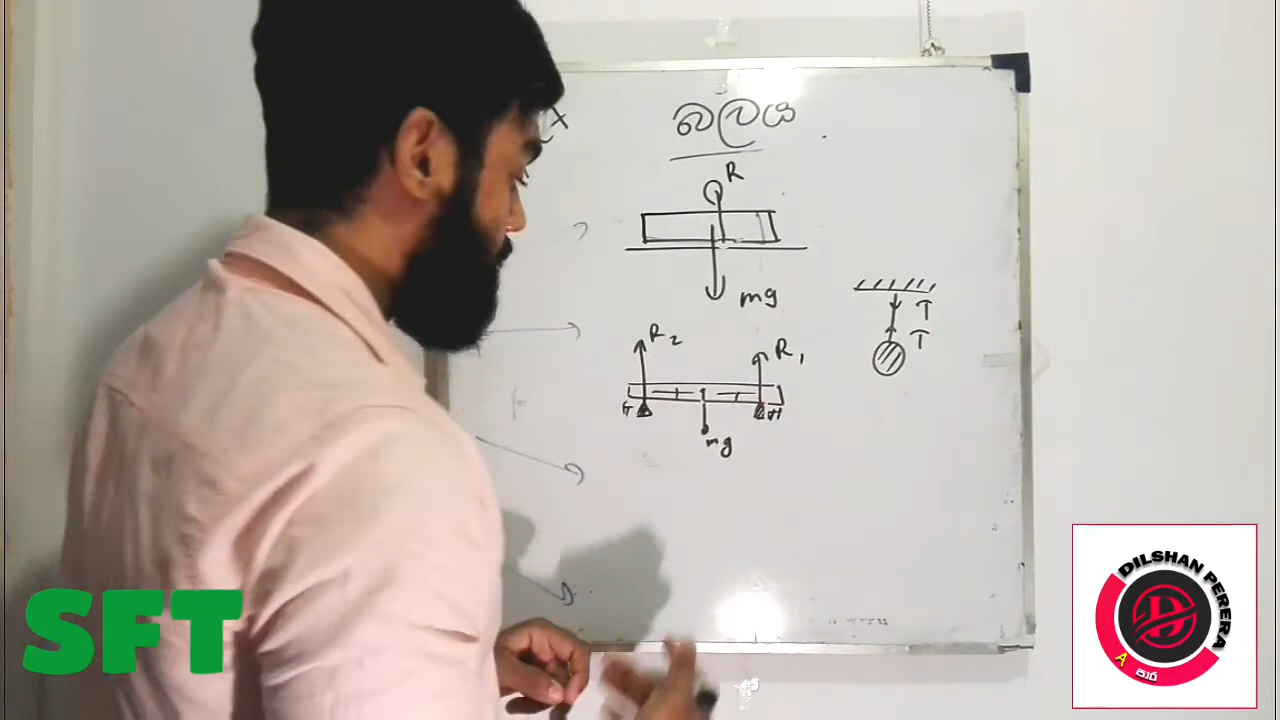 බලය
R
mg
T
T
R₂
R₁
mg
SFT
DILSHAN PERERA